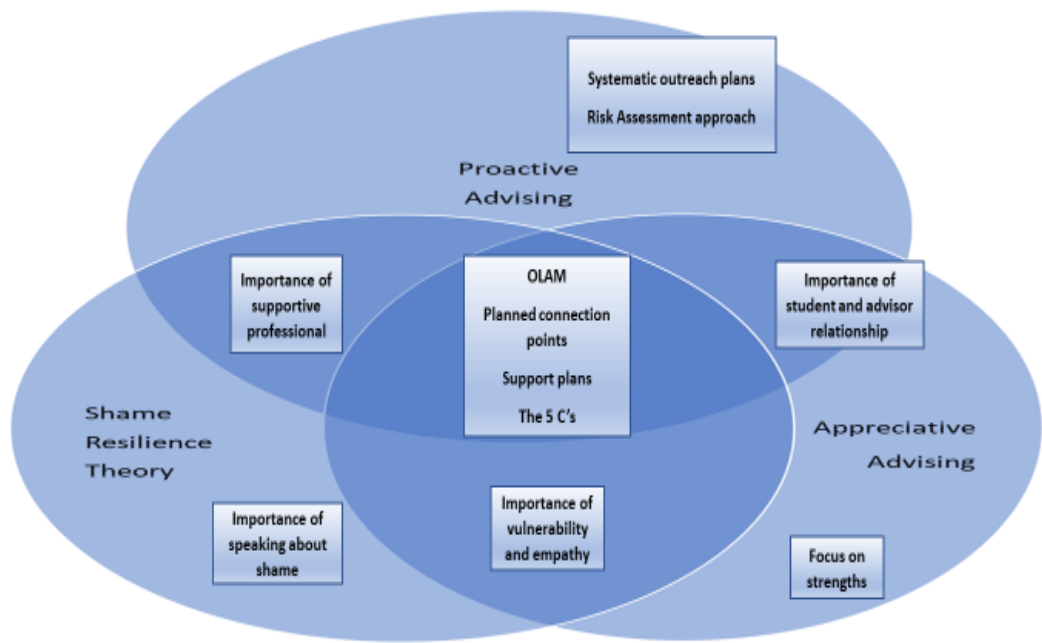 Systematic outreach plans
Risk Assessment approach
Proactive
Advising
Importance of
supportive
professional
OLAM
Planned connection
points
Support plans
The 5 C's
Importance of
student and advisor
relationship
Shame
Resilience
Theory
Appreciative
Advising
Importance of
speaking about
shame
Importance of
vulnerability
and empathy
Focus on
strengths